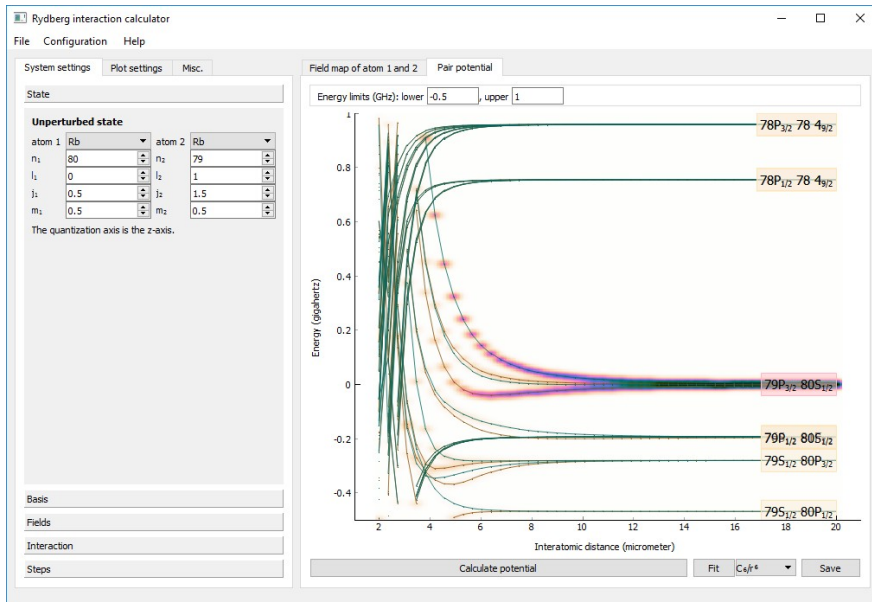 Rydberg interaction calculator
File Configuration Help
System settings Plot settings Misc.
State
Unperturbed state
atom 1 Rb atom 2 Rb
n₁ 80 n₂ 79
l₁ 0 l₂ 1
j₁ 0.5 j₂ 1.5
m₁ 0.5 m₂ 0.5
The quantization axis is the z-axis.
Basis
Fields
Interaction
Steps
Field map of atom 1 and 2 Pair potential
Energy limits (GHz): lower -0.5 , upper 1
Energy (gigahertz)
1
0.8
0.6
0.4
0.2
0
-0.2
-0.4
78P₃/₂ 78 4₉/₂
78P₁/₂ 78 4₉/₂
79P₃/₂ 80S₁/₂
79P₁/₂ 80S₁/₂
79S₁/₂ 80P₃/₂
79S₁/₂ 80P₁/₂
2 4 6 8 10 12 14 16 18 20
Interatomic distance (micrometer)
Calculate potential Fit C₆/r⁶ Save